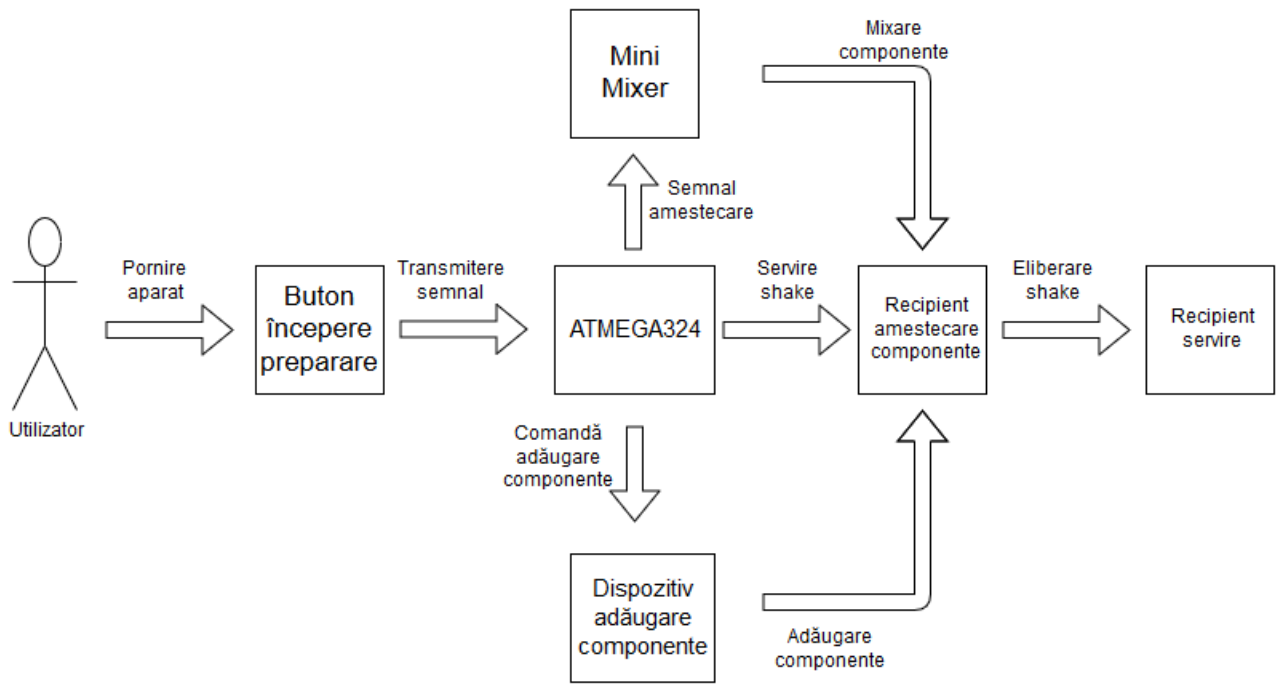 Mini
Mixer
Mixare
componente
Semnal
amestecare
Utilizator
Pornire
aparat
Buton
începere
preparare
Transmitere
semnal
ATMEGA324
Servire
shake
Recipient
amestecare
componente
Eliberare
shake
Recipient
servire
Comandă
adăugare
componente
Dispozitiv
adăugare
componente
Adăugare
componente